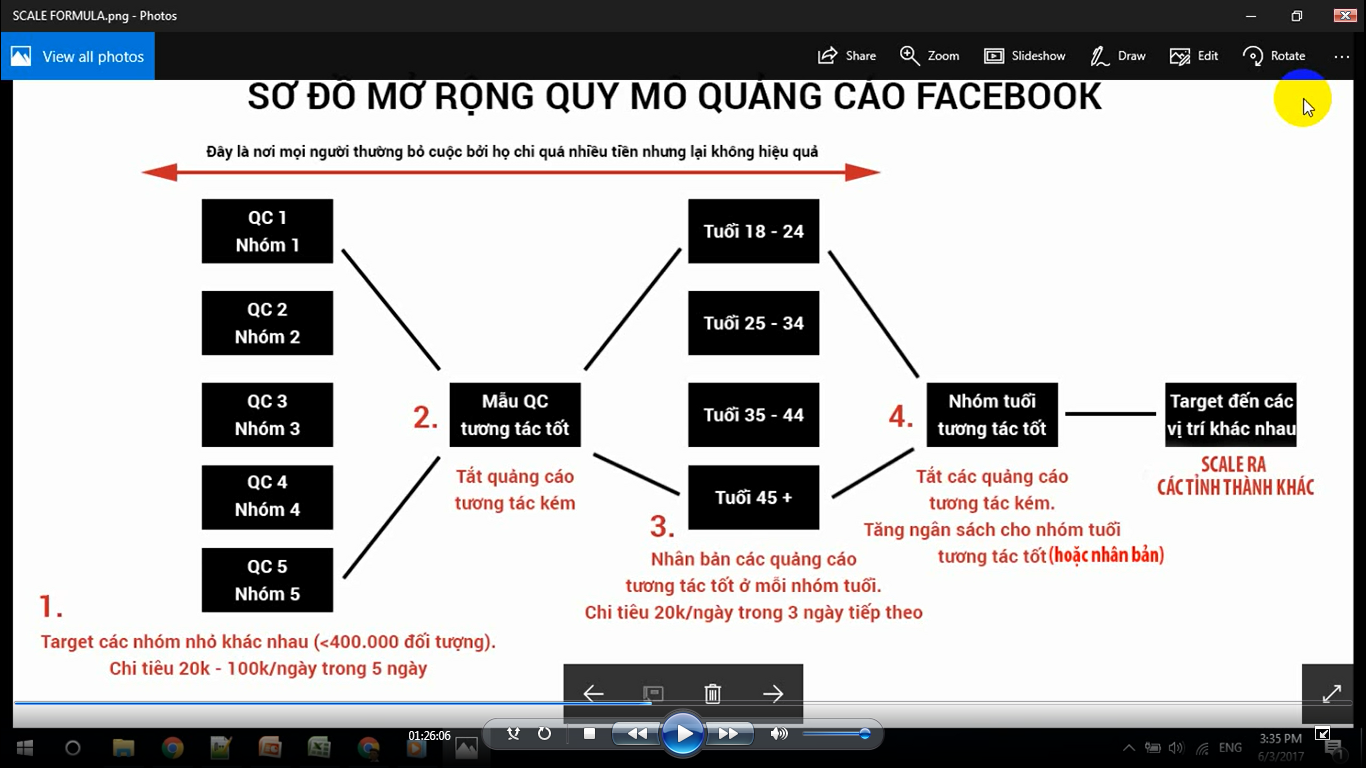 SCALE FORMULA.png - Photos
View all photos
Share
Zoom
Slideshow
Draw
Edit
Rotate
SƠ ĐỒ MỞ RỘNG QUY MÔ QUẢNG CÁO FACEBOOK
Đây là nơi mọi người thường bỏ cuộc bởi họ chi quá nhiều tiền nhưng lại không hiệu quả
QC 1
Nhóm 1
QC 2
Nhóm 2
QC 3
Nhóm 3
QC 4
Nhóm 4
QC 5
Nhóm 5
1.
Target các nhóm nhỏ khác nhau (<400.000 đối tượng).
Chi tiêu 20k - 100k/ngày trong 5 ngày
2.
Mẫu QC
tương tác tốt
Tắt quảng cáo
tương tác kém
Tuổi 18 - 24
Tuổi 25 - 34
Tuổi 35 - 44
Tuổi 45 +
3.
Nhân bản các quảng cáo
tương tác tốt ở mỗi nhóm tuổi.
Chi tiêu 20k/ngày trong 3 ngày tiếp theo
4.
Nhóm tuổi
tương tác tốt
Tắt các quảng cáo
tương tác kém.
Tăng ngân sách cho nhóm tuổi
tương tác tốt (hoặc nhân bản)
Target đến các
vị trí khác nhau
SCALE RA
CÁC TỈNH THÀNH KHÁC
01:26:06
ENG
3:35 PM
6/3/2017
1